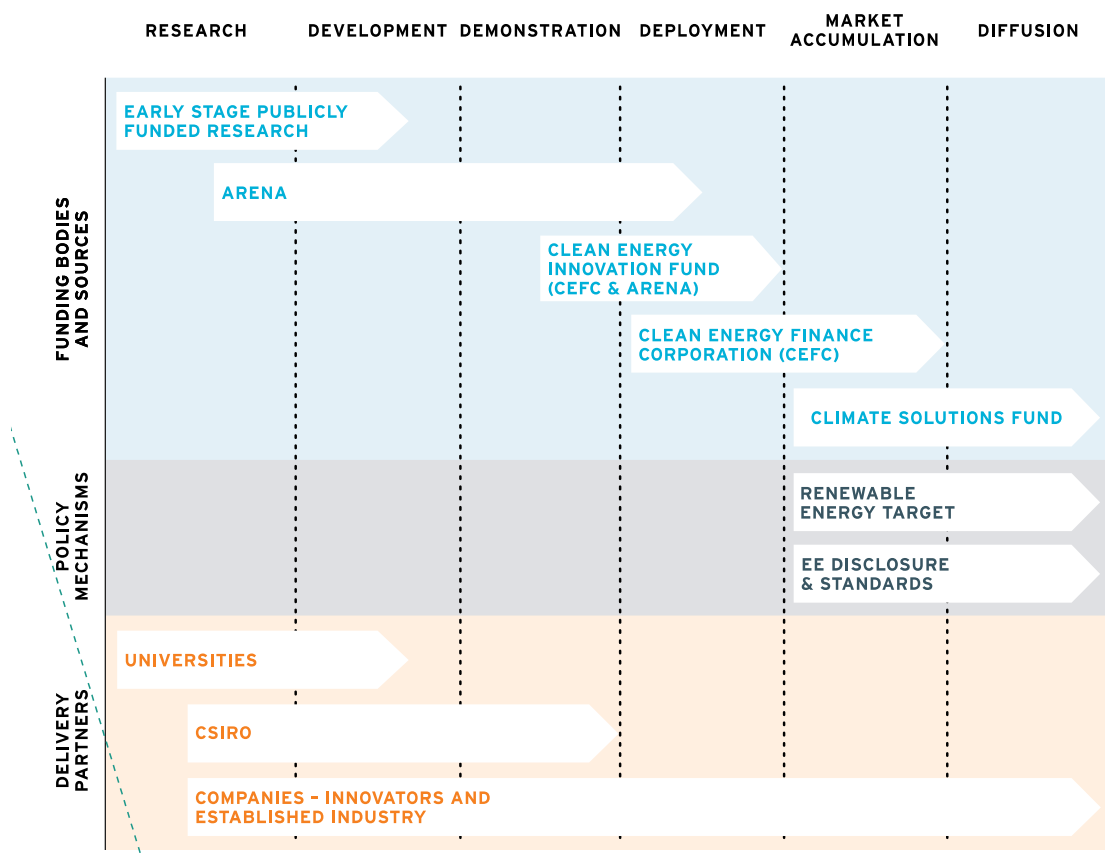 RESEARCH
DEVELOPMENT
DEMONSTRATION
DEPLOYMENT
MARKET
ACCUMULATION
DIFFUSION
FUNDING BODIES
AND SOURCES
EARLY STAGE PUBLICLY
FUNDED RESEARCH
ARENA
CLEAN ENERGY
INNOVATION FUND
(CEFC & ARENA)
CLEAN ENERGY FINANCE
CORPORATION (CEFC)
CLIMATE SOLUTIONS FUND
POLICY
MECHANISMS
RENEWABLE
ENERGY TARGET
EE DISCLOSURE
& STANDARDS
DELIVERY
PARTNERS
UNIVERSITIES
CSIRO
COMPANIES – INNOVATORS AND
ESTABLISHED INDUSTRY